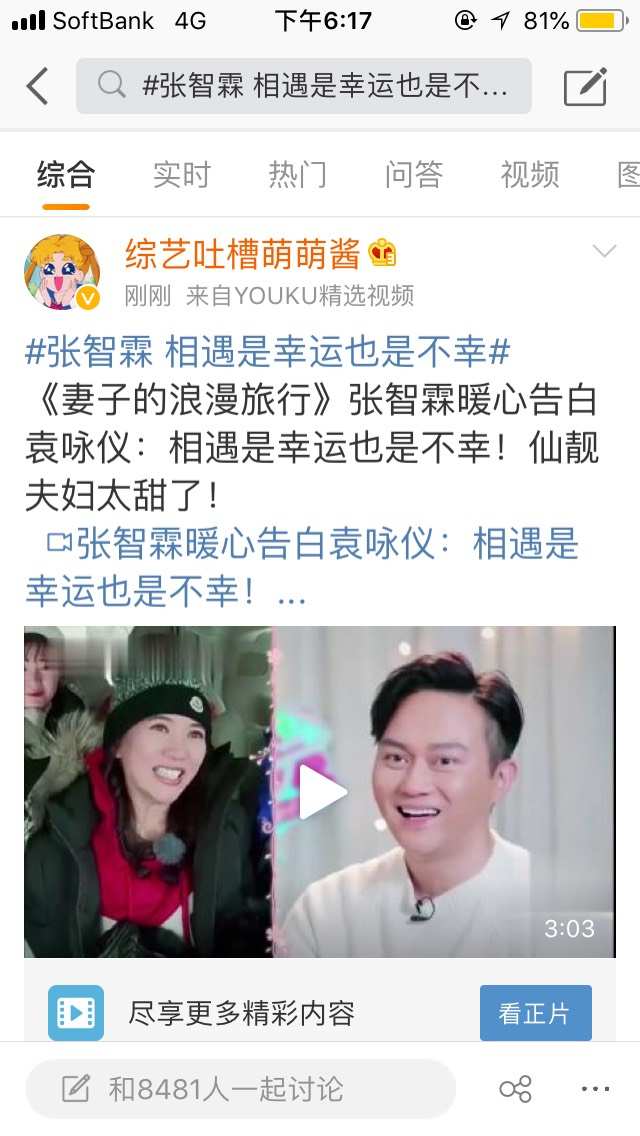 SoftBank 4G 下午6:17 81%
#张智霖 相遇是幸运也是不...
综合 实时 热门 问答 视频 图
综艺吐槽萌萌酱
刚刚 来自YOUKU精选视频
#张智霖 相遇是幸运也是不幸#
《妻子的浪漫旅行》张智霖暖心告白
袁咏仪：相遇是幸运也是不幸！仙靓
夫妇太甜了！
张智霖暖心告白袁咏仪：相遇是
幸运也是不幸！...
3:03
尽享更多精彩内容 看正片
和8481人一起讨论